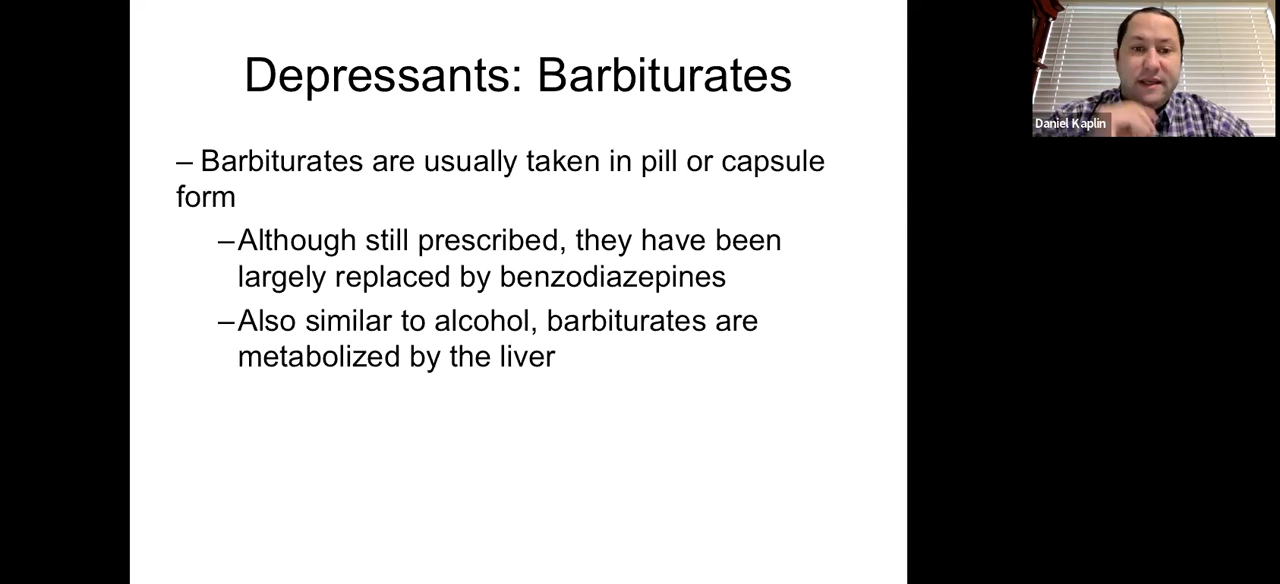 Depressants: Barbiturates
– Barbiturates are usually taken in pill or capsule
form
–Although still prescribed, they have been
largely replaced by benzodiazepines
–Also similar to alcohol, barbiturates are
metabolized by the liver
Daniel Kaplin